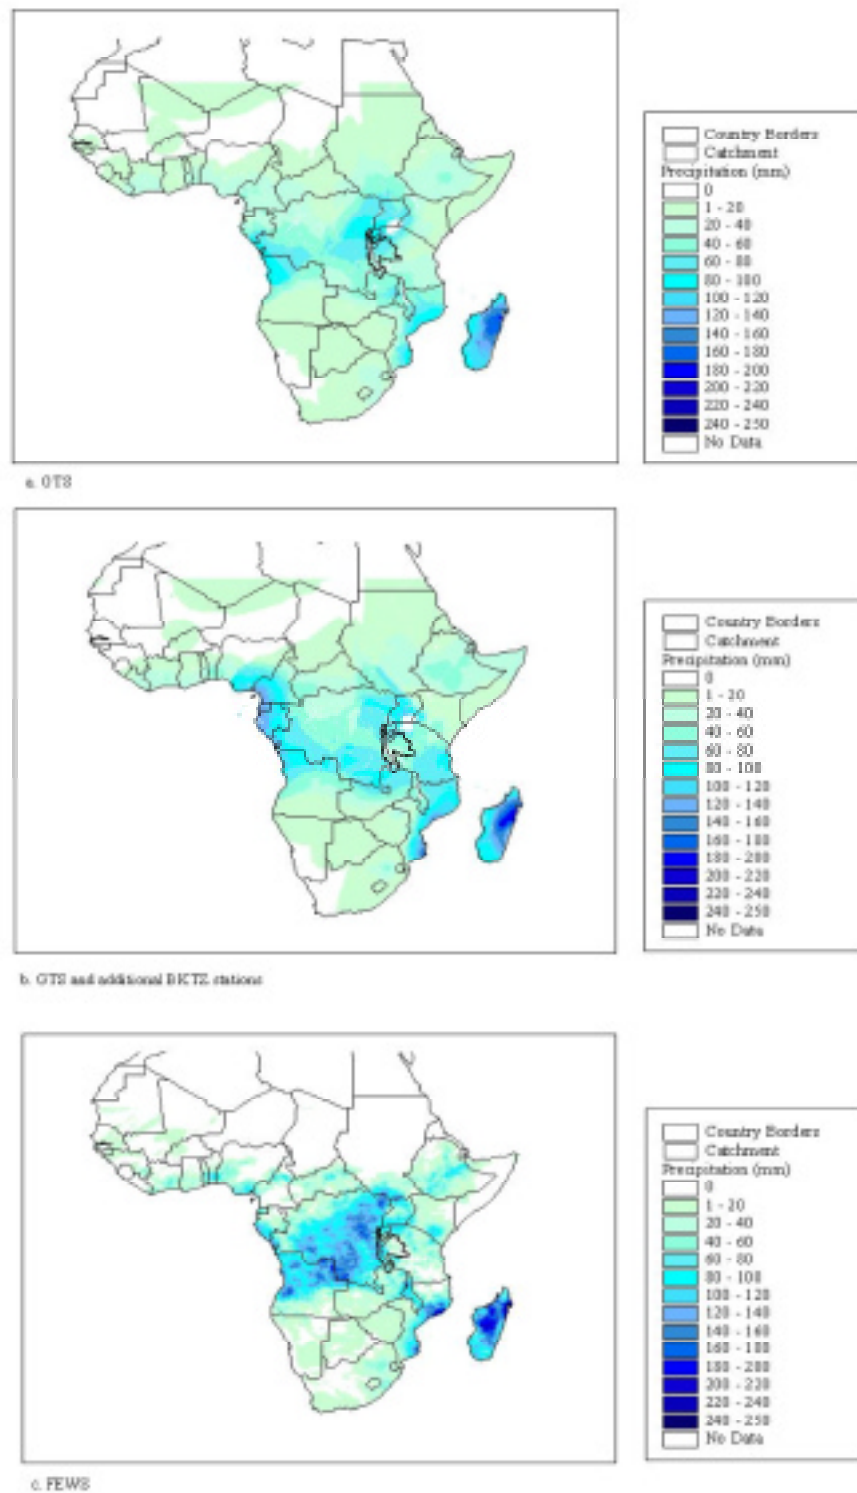 Country Borders
Catchment
Precipitation (mm)
0
1 - 20
20 - 40
40 - 60
60 - 80
80 - 100
100 - 120
120 - 140
140 - 160
160 - 180
180 - 200
200 - 220
220 - 240
240 - 250
No Data
a. GTS
Country Borders
Catchment
Precipitation (mm)
0
1 - 20
20 - 40
40 - 60
60 - 80
80 - 100
100 - 120
120 - 140
140 - 160
160 - 180
180 - 200
200 - 220
220 - 240
240 - 250
No Data
b. GTS and additional BKTZ stations
Country Borders
Catchment
Precipitation (mm)
0
1 - 20
20 - 40
40 - 60
60 - 80
80 - 100
100 - 120
120 - 140
140 - 160
160 - 180
180 - 200
200 - 220
220 - 240
240 - 250
No Data
c. FEWS